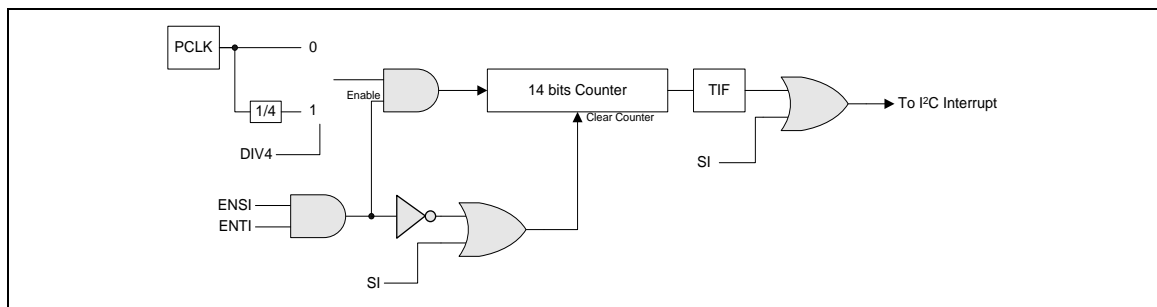 PCLK
0
1/4
1
DIV4
Enable
14 bits Counter
Clear Counter
TIF
To I²C Interrupt
SI
ENSI
ENTI
SI